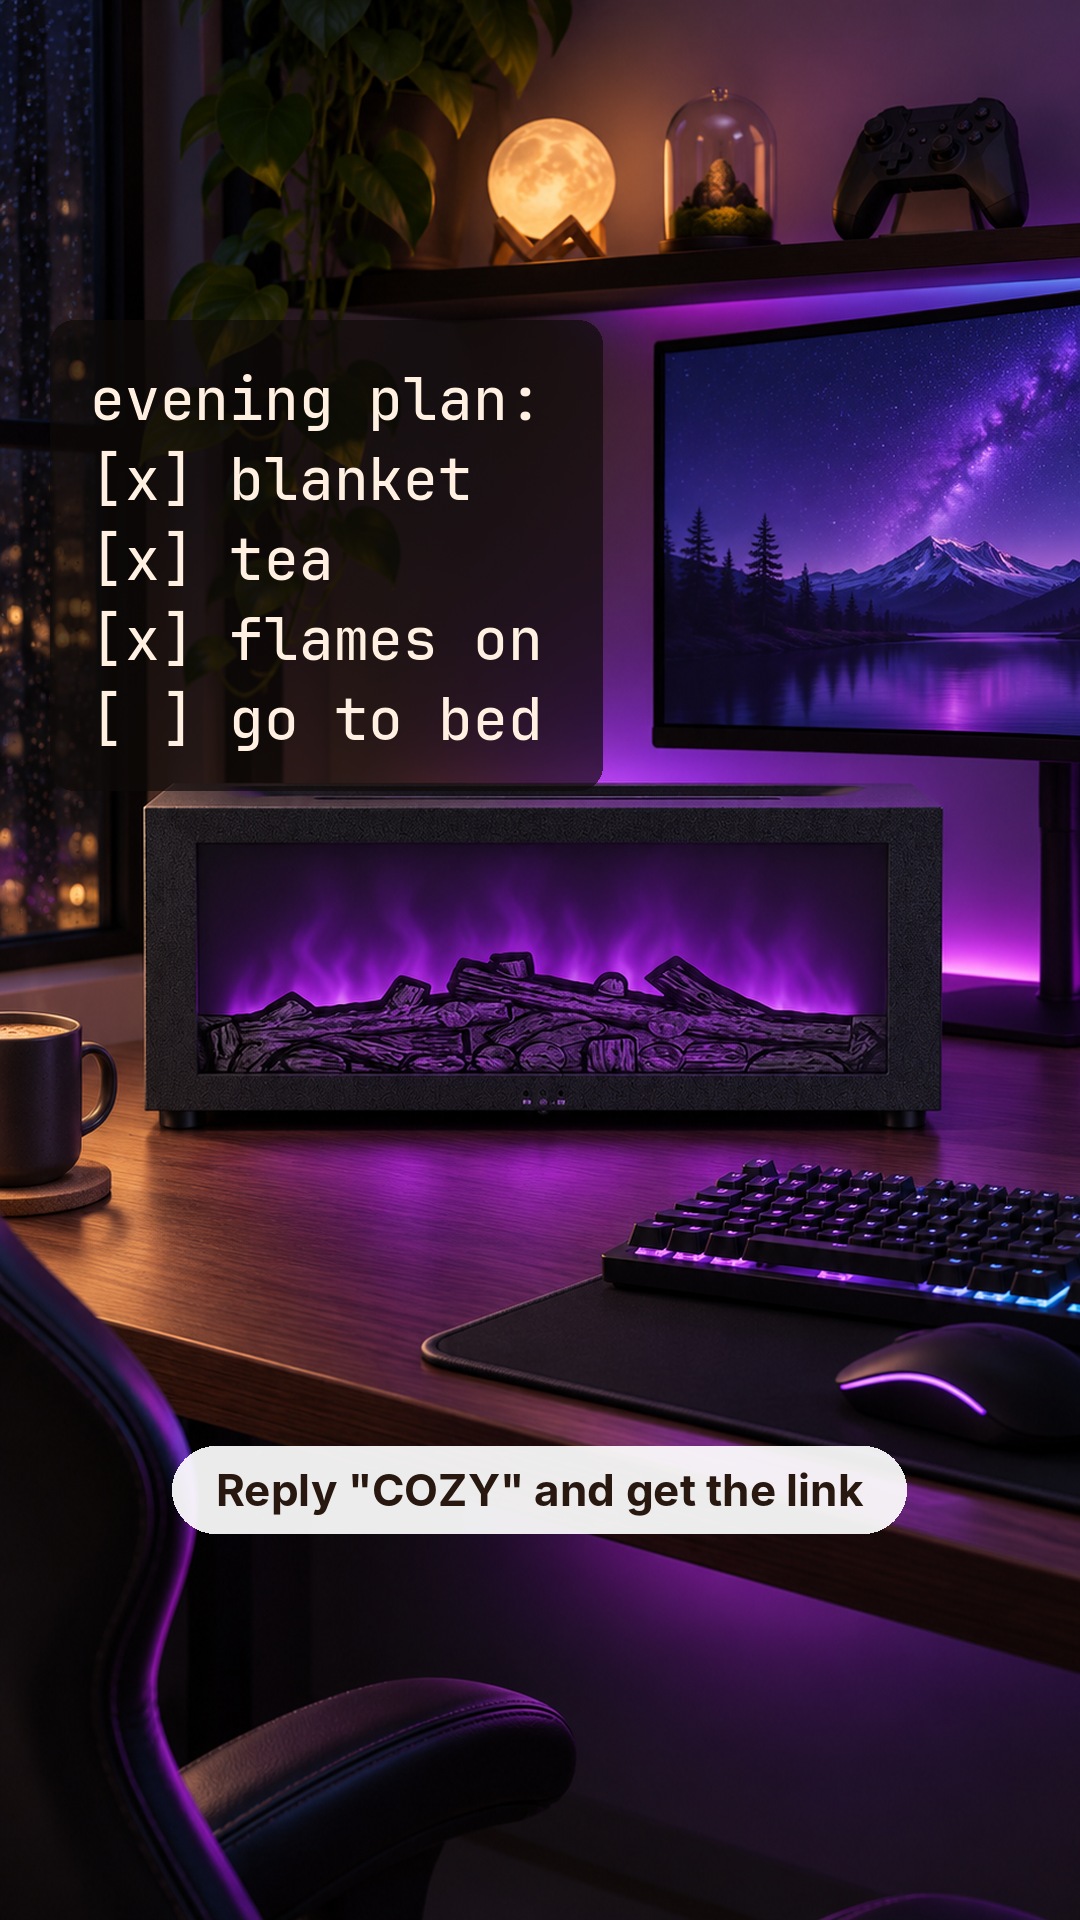 evening plan:
[x] blanket
[x] tea
[x] flames on
[ ] go to bed
Reply "COZY" and get the link